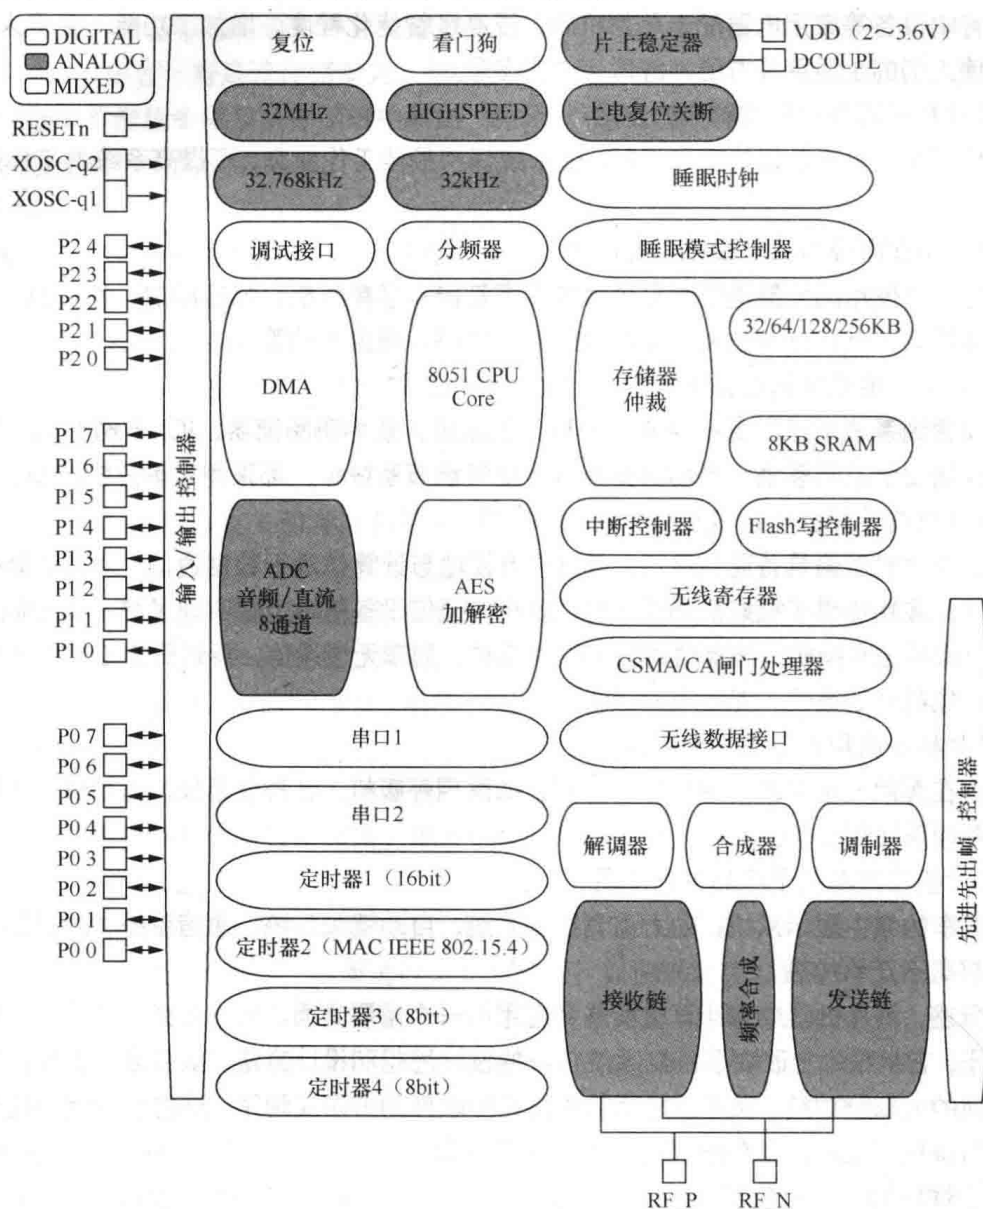 DIGITAL
ANALOG
MIXED
复位
看门狗
片上稳定器
VDD（2～3.6V）
DCOUPL
RESETn
XOSC-q2
XOSC-q1
32MHz
HIGHSPEED
上电复位关断
32.768kHz
32kHz
睡眠时钟
P2 4
P2 3
P2 2
P2 1
P2 0
P1 7
P1 6
P1 5
P1 4
P1 3
P1 2
P1 1
P1 0
P0 7
P0 6
P0 5
P0 4
P0 3
P0 2
P0 1
P0 0
输入/输出 控制器
调试接口
分频器
睡眠模式控制器
DMA
8051 CPU
Core
存储器
仲裁
32/64/128/256KB
8KB SRAM
ADC
音频/直流
8通道
AES
加解密
中断控制器
Flash写控制器
无线寄存器
CSMA/CA闸门处理器
串口1
无线数据接口
串口2
解调器
合成器
调制器
定时器1（16bit）
定时器2（MAC IEEE 802.15.4）
定时器3（8bit）
定时器4（8bit）
接收链
频率合成
发送链
先进先出帧 控制器
RF_P
RF_N